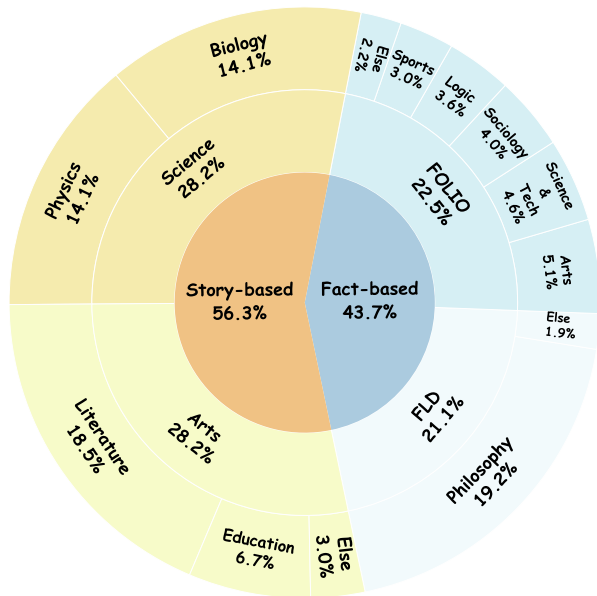 Biology
14.1%
Else
2.2%
Sports
3.0%
Logic
3.6%
Sociology
4.0%
Science
&
Tech
4.6%
Arts
5.1%
Physics
14.1%
Science
28.2%
FOLIO
22.5%
Story-based
56.3%
Fact-based
43.7%
Else
1.9%
Literature
18.5%
Arts
28.2%
FLD
21.1%
Philosophy
19.2%
Education
6.7%
Else
3.0%